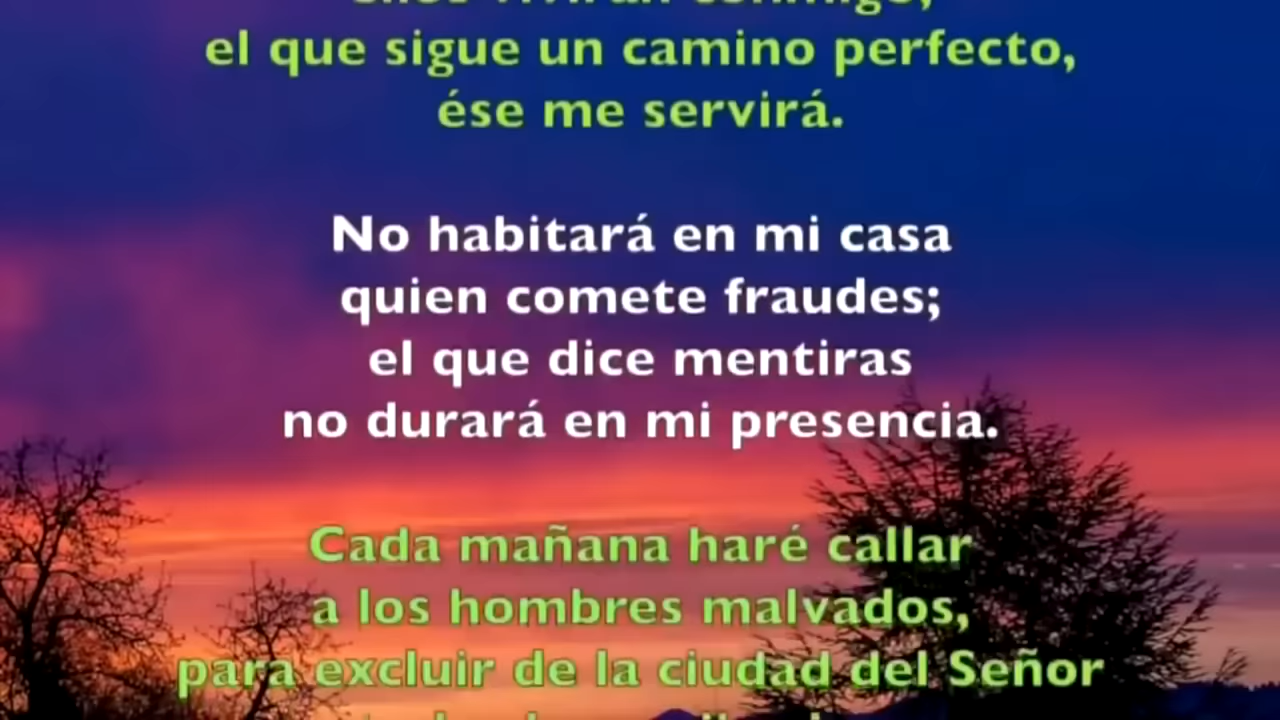 el que sigue un camino perfecto,
ése me servirá.
No habitará en mi casa
quien comete fraudes;
el que dice mentiras
no durará en mi presencia.
Cada mañana haré callar
a los hombres malvados,
para excluir de la ciudad del Señor